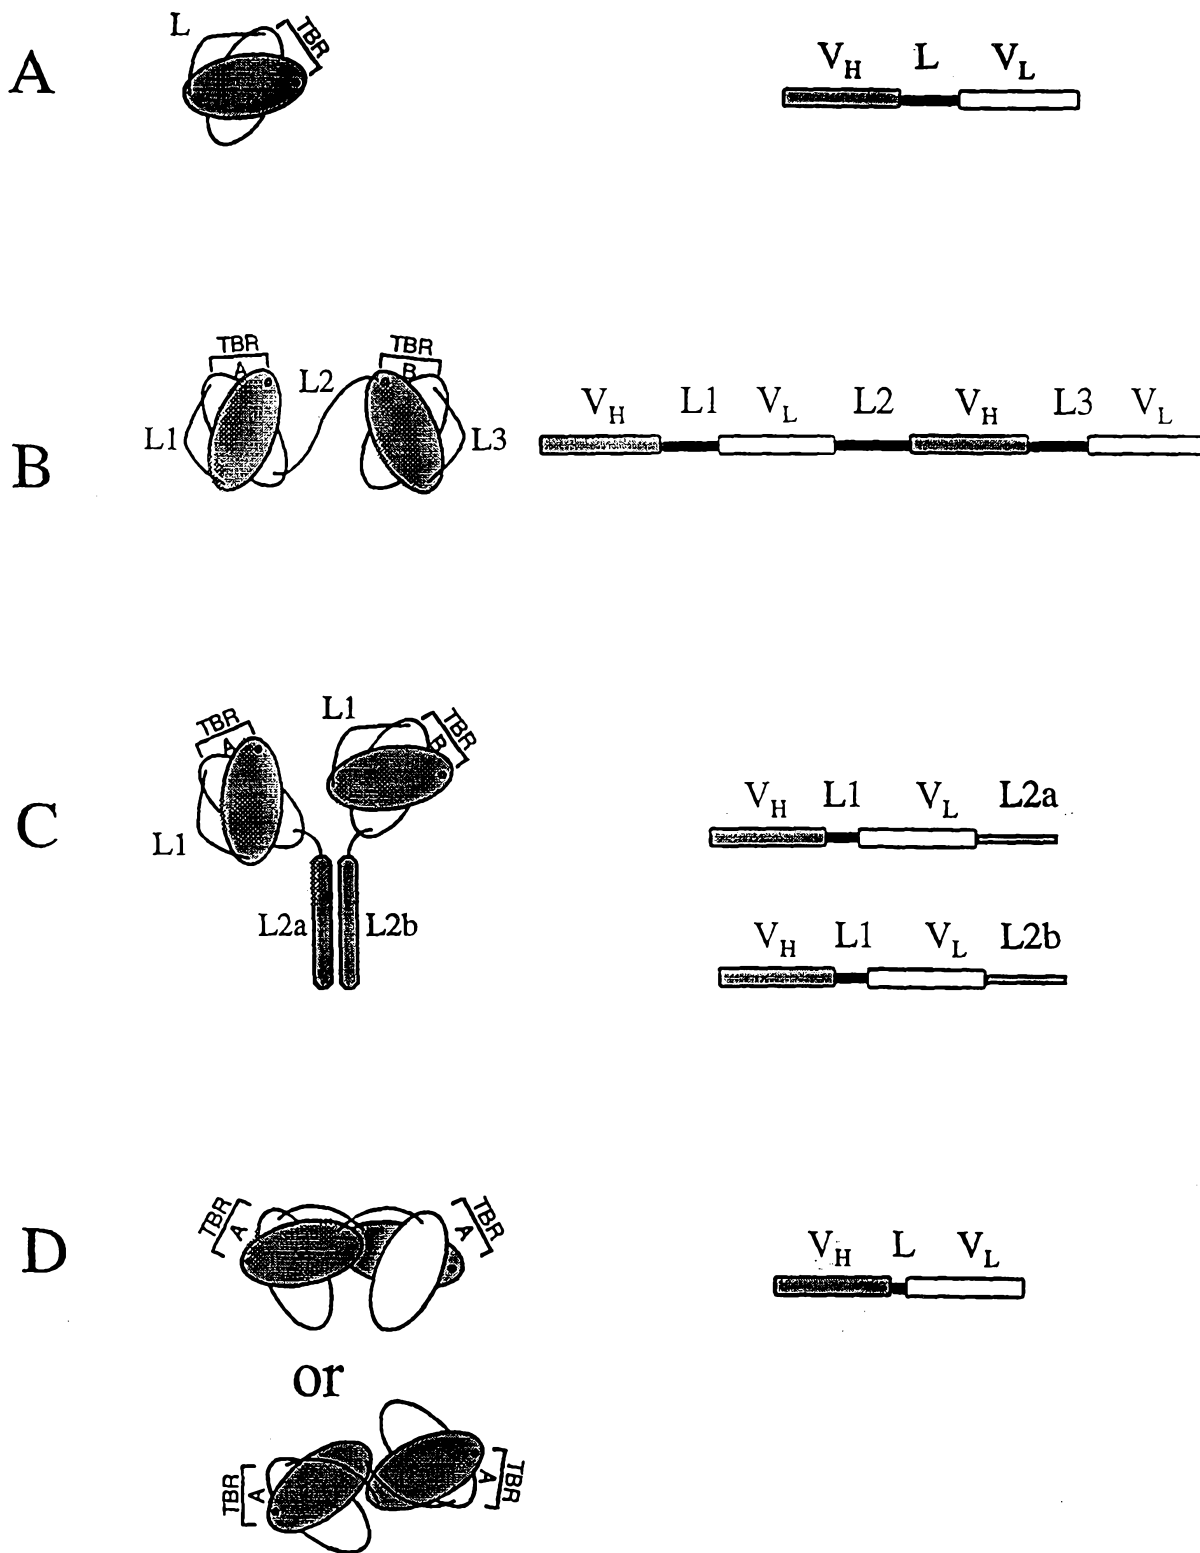 A
L
TBR
V_H L V_L
B
TBR
A
L2
TBR
B
L1
L3
V_H L1 V_L L2 V_H L3 V_L
C
TBR
A
L1
TBR
B
L1
L2a
L2b
V_H L1 V_L L2a
V_H L1 V_L L2b
D
TBR
A
TBR
A
V_H L V_L
or
TBR
A
TBR
A